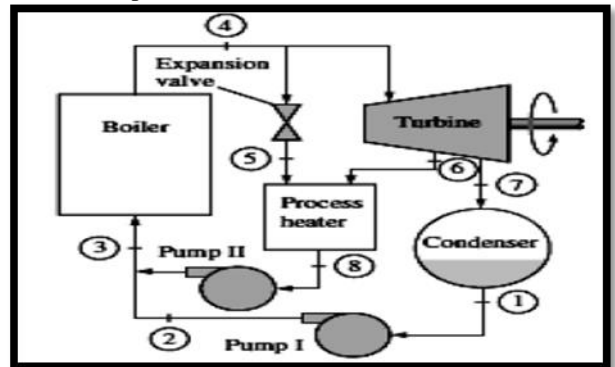 4
Expansion
valve
Boiler
Turbine
5
6
7
Process
heater
Condenser
3
Pump II
8
1
2
Pump I